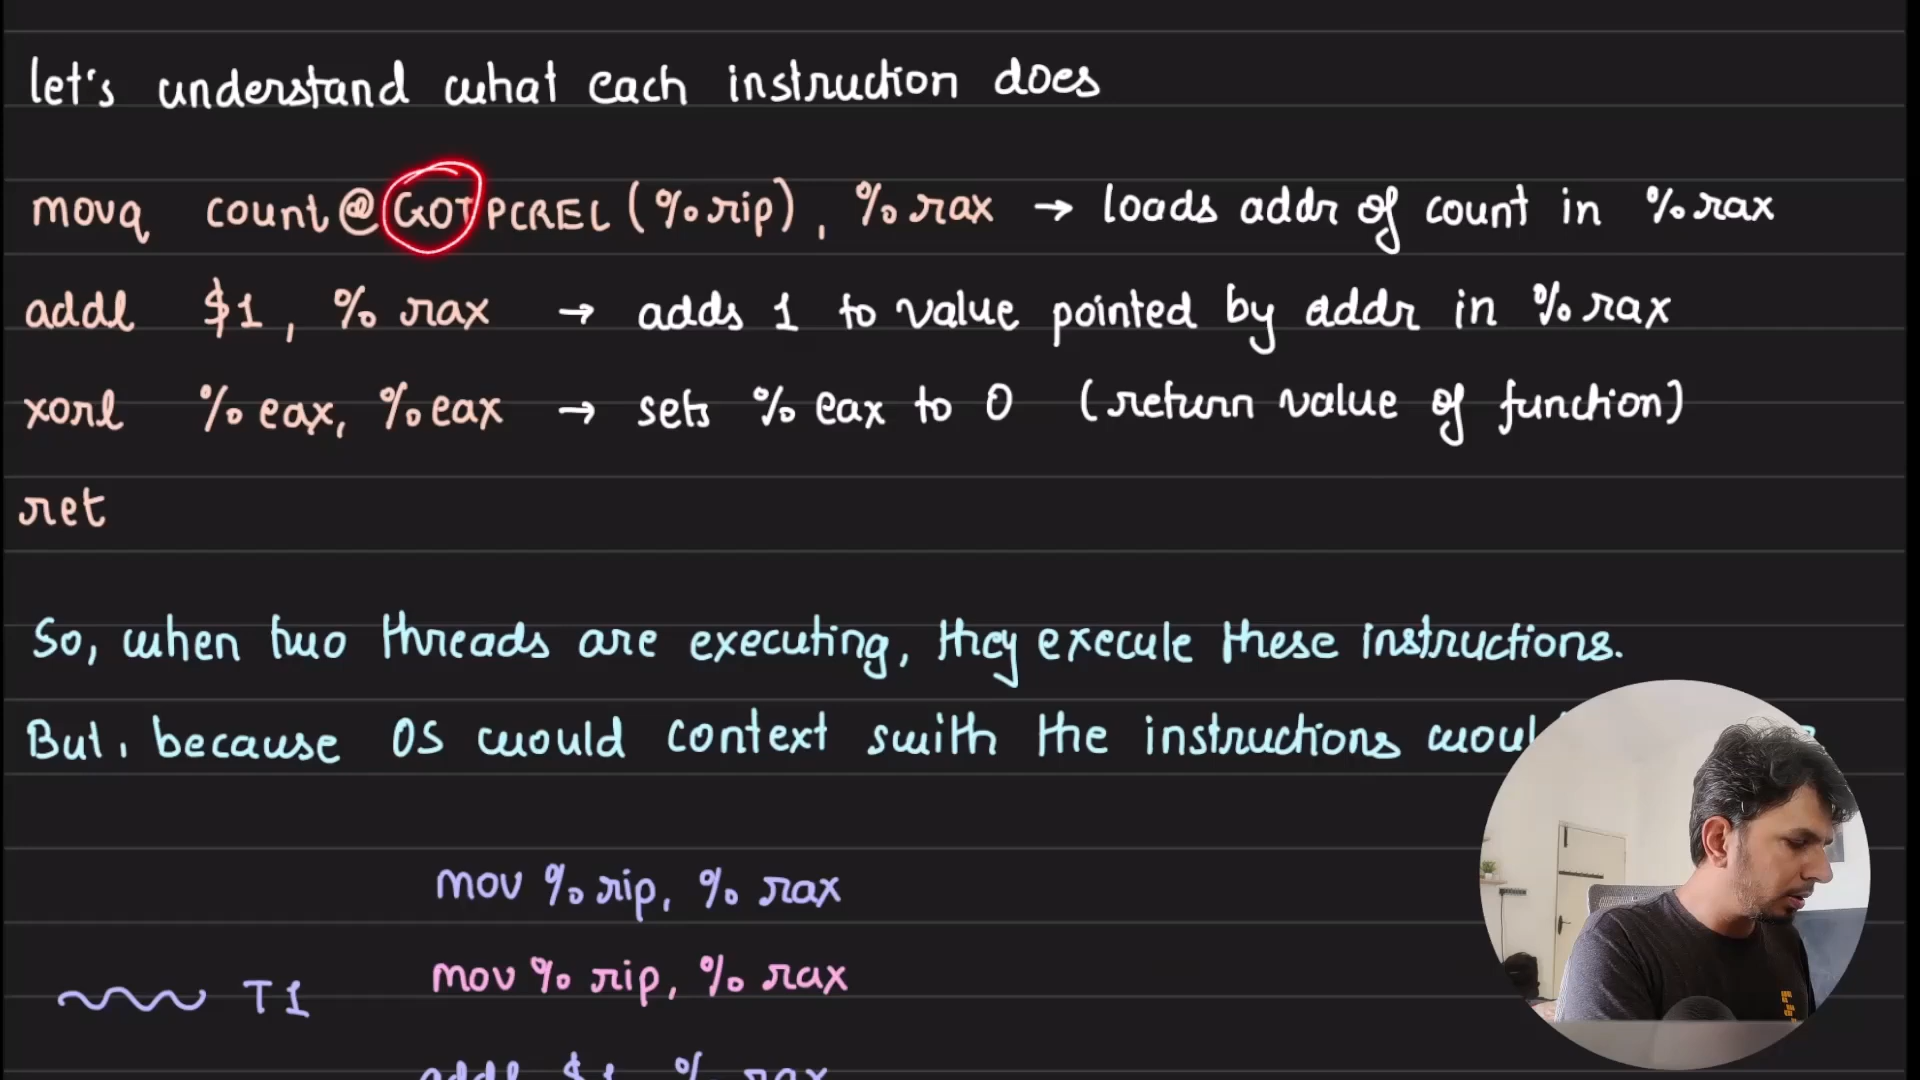 let's understand what each instruction does
movq count@GOTPCREL(%rip), %rax → loads addr of count in %rax
addl $1, %rax → adds 1 to value pointed by addr in %rax
xorl %eax, %eax → sets %eax to 0 (return value of function)
ret
So, when two threads are executing, they execute these instructions.
But, because OS would context swith the instructions
mov %rip, %rax
mov %rip, %rax
T1
addl $1, %rax